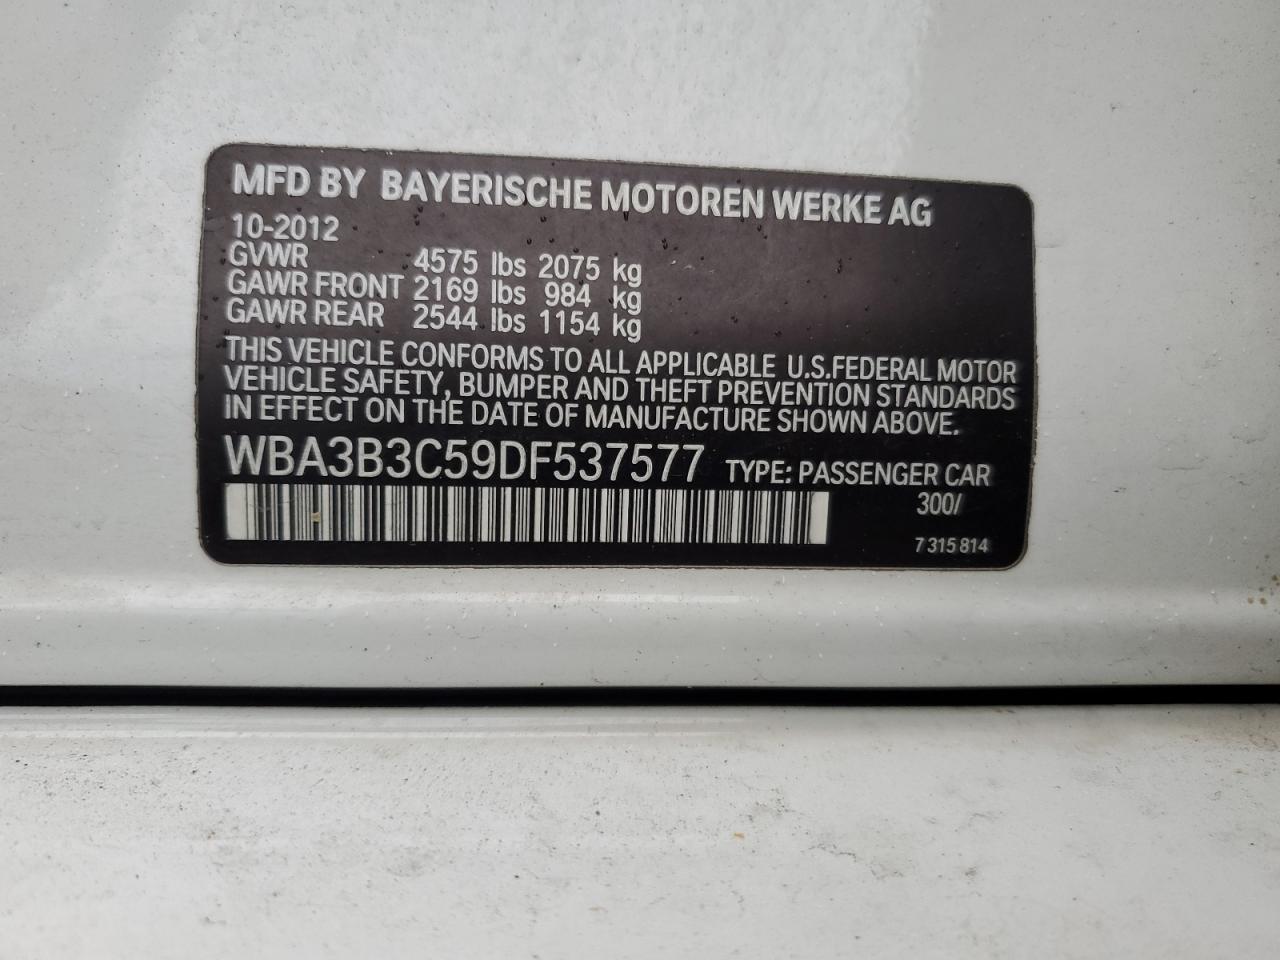 MFD BY BAYERISCHE MOTOREN WERKE AG
10-2012
GVWR 4575 lbs 2075 kg
GAWR FRONT 2169 lbs 984 kg
GAWR REAR 2544 lbs 1154 kg
THIS VEHICLE CONFORMS TO ALL APPLICABLE U.S.FEDERAL MOTOR
VEHICLE SAFETY, BUMPER AND THEFT PREVENTION STANDARDS
IN EFFECT ON THE DATE OF MANUFACTURE SHOWN ABOVE.
WBA3B3C59DF537577 TYPE: PASSENGER CAR
300/
7 315 814